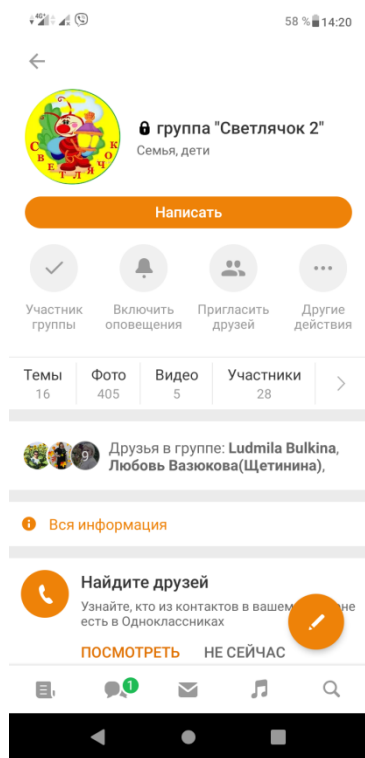 4G+
58 % 14:20
группа "Светлячок 2"
Семья, дети
Светлячок
Написать
Участник группы
Включить оповещения
Пригласить друзей
Другие действия
Темы
16
Фото
405
Видео
5
Участники
28
9
Друзья в группе: Ludmila Bulkina,
Любовь Вазюкова(Щетинина),
Вся информация
Найдите друзей
Узнайте, кто из контактов в вашем
есть в Одноклассниках
ПОСМОТРЕТЬ НЕ СЕЙЧАС
1